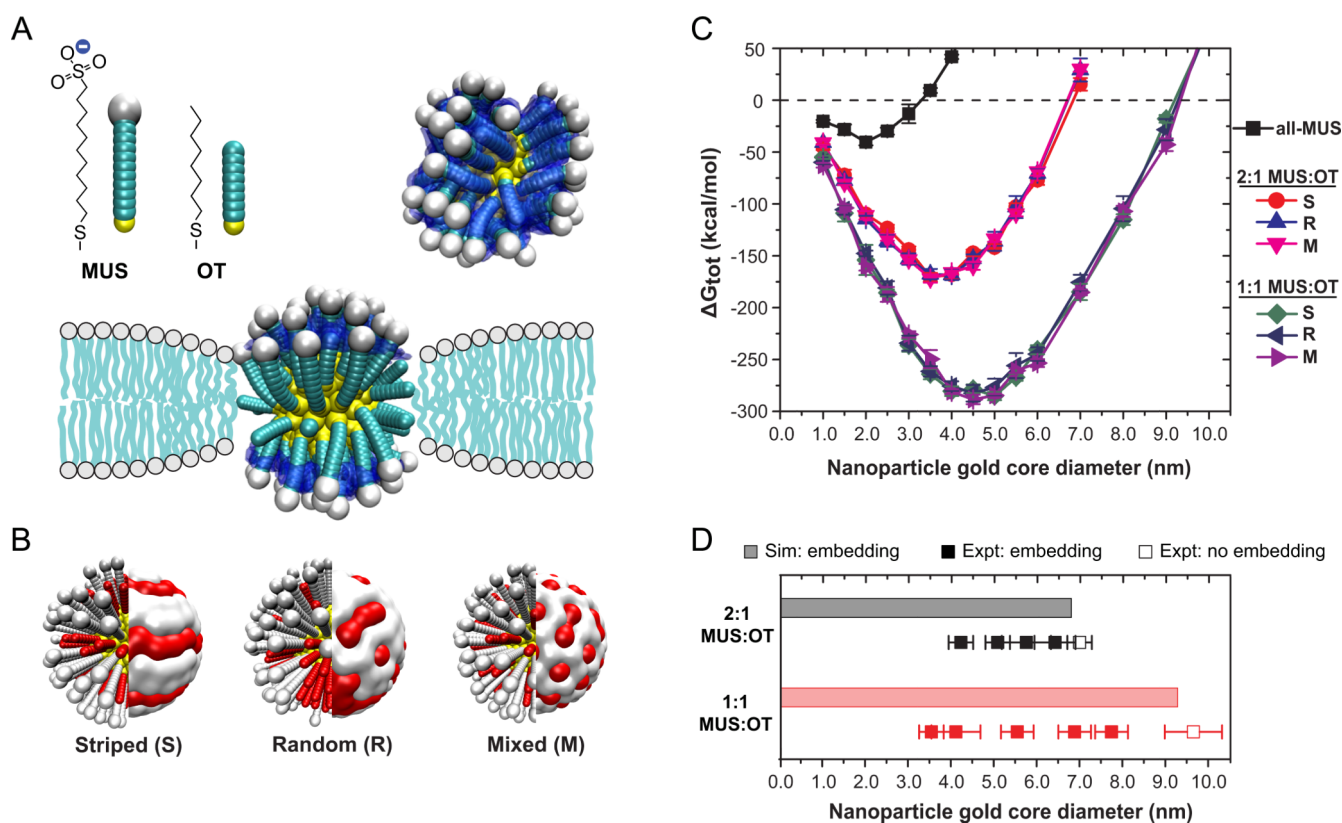 A
O
O
S
O
S
MUS
S
OT
B
Striped (S)
Random (R)
Mixed (M)
C
ΔGtot (kcal/mol)
50
0
-50
-100
-150
-200
-250
-300
0.0 1.0 2.0 3.0 4.0 5.0 6.0 7.0 8.0 9.0 10.0
Nanoparticle gold core diameter (nm)
all-MUS
2:1 MUS:OT
S
R
M
1:1 MUS:OT
S
R
M
D
Sim: embedding Expt: embedding Expt: no embedding
2:1
MUS:OT
1:1
MUS:OT
0.0 1.0 2.0 3.0 4.0 5.0 6.0 7.0 8.0 9.0 10.0
Nanoparticle gold core diameter (nm)